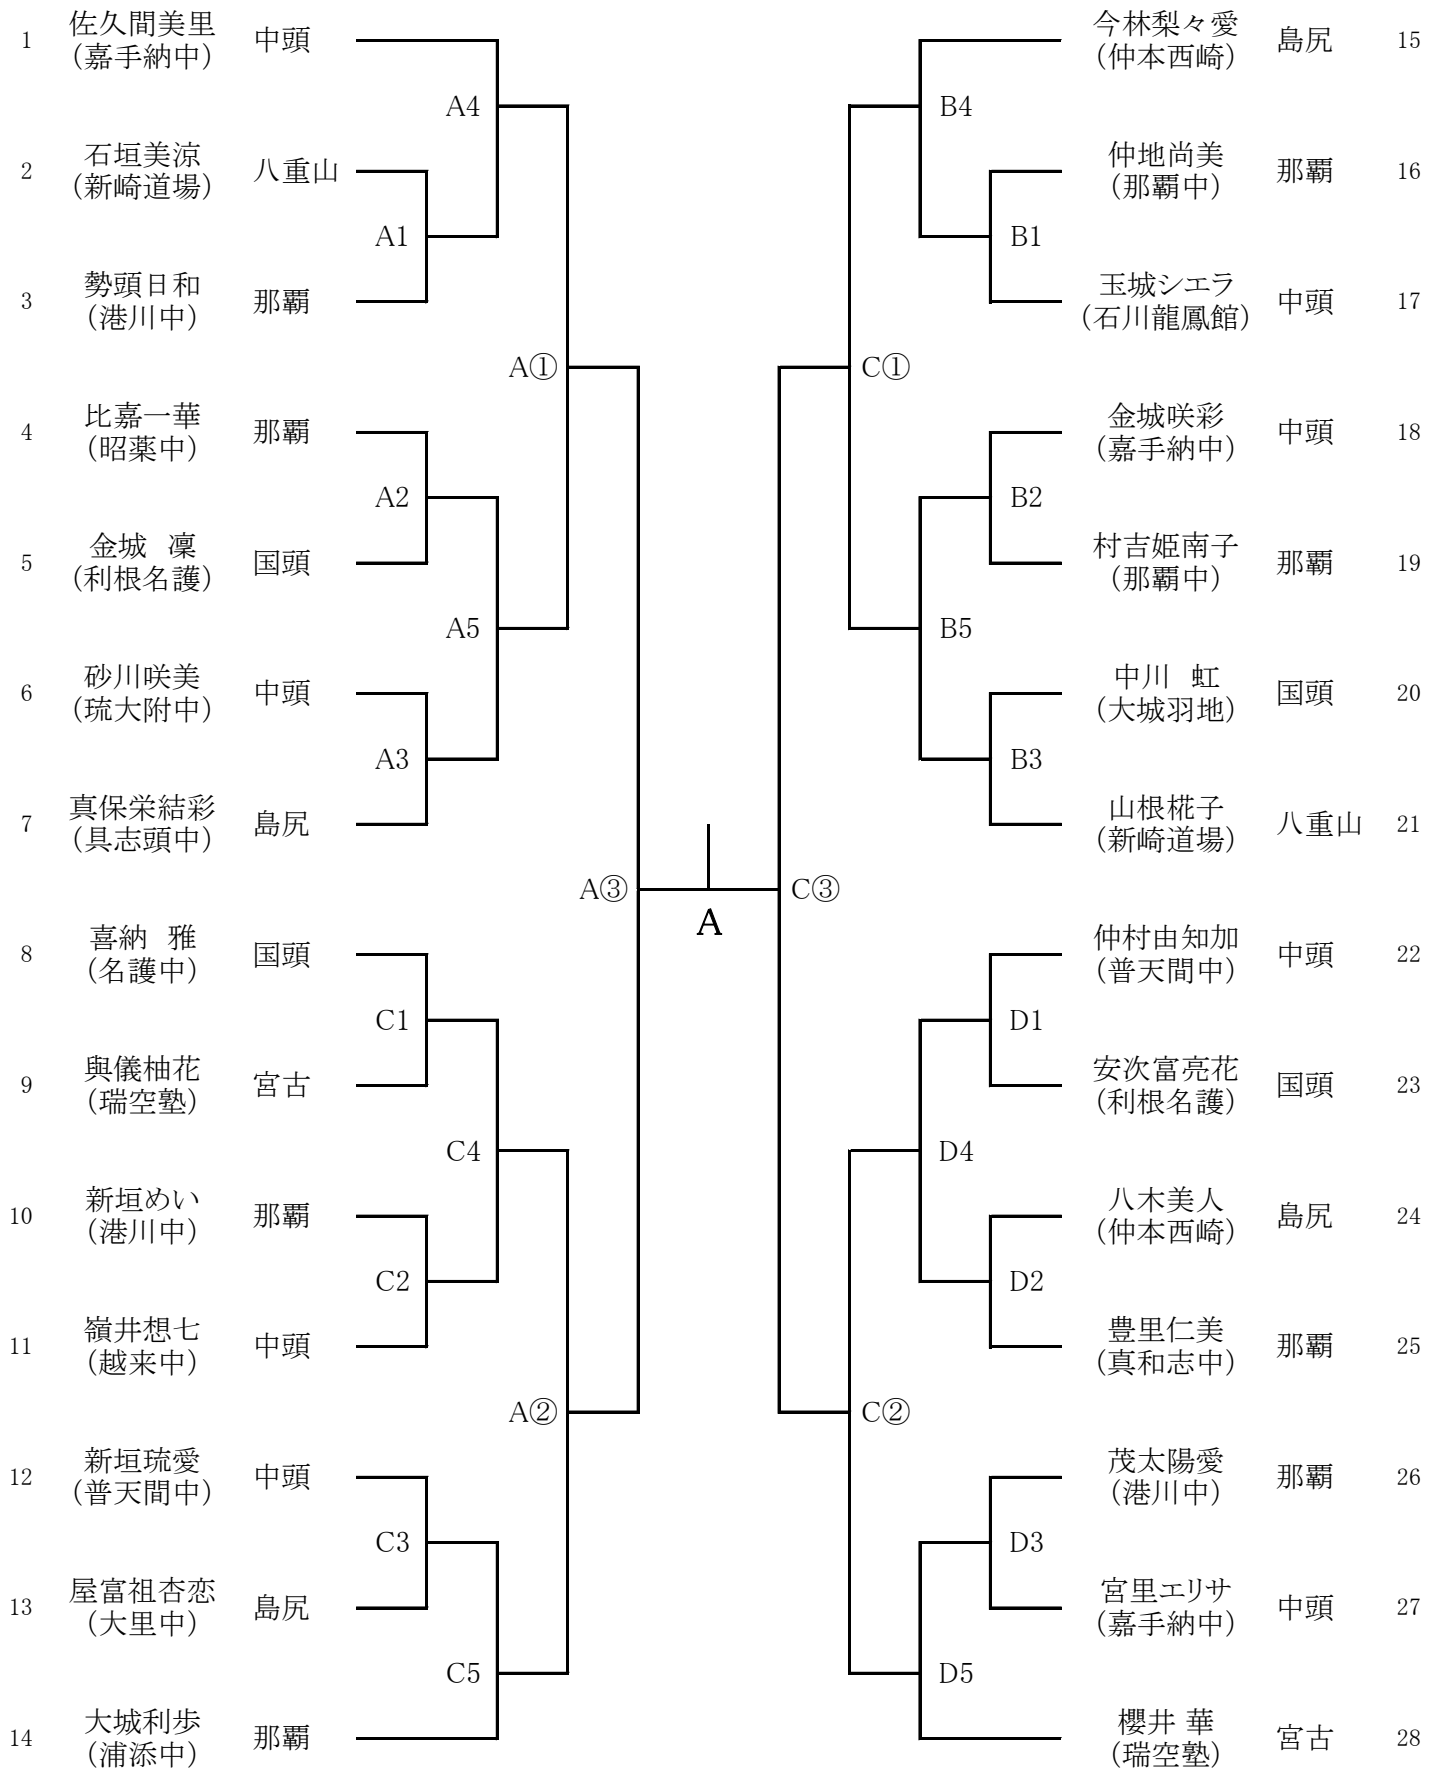 1 佐久間美里 (嘉手納中) 中頭
2 石垣美涼 (新崎道場) 八重山
3 勢頭日和 (港川中) 那覇
4 比嘉一華 (昭薬中) 那覇
5 金城 凜 (利根名護) 国頭
6 砂川咲美 (琉大附中) 中頭
7 真保栄結彩 (具志頭中) 島尻
8 喜納 雅 (名護中) 国頭
9 與儀柚花 (瑞空塾) 宮古
10 新垣めい (港川中) 那覇
11 嶺井想七 (越来中) 中頭
12 新垣琉愛 (普天間中) 中頭
13 屋富祖杏恋 (大里中) 島尻
14 大城利歩 (浦添中) 那覇
A4
A1
A①
A2
A5
A3
A③
C1
C4
C2
A②
C3
C5
A
B4
B1
C①
B2
B5
B3
C③
D1
D4
D2
C②
D3
D5
今林梨々愛 (仲本西崎) 島尻 15
仲地尚美 (那覇中) 那覇 16
玉城シエラ (石川龍鳳館) 中頭 17
金城咲彩 (嘉手納中) 中頭 18
村吉姫南子 (那覇中) 那覇 19
中川 虹 (大城羽地) 国頭 20
山根椛子 (新崎道場) 八重山 21
仲村由知加 (普天間中) 中頭 22
安次富亮花 (利根名護) 国頭 23
八木美人 (仲本西崎) 島尻 24
豊里仁美 (真和志中) 那覇 25
茂太陽愛 (港川中) 那覇 26
宮里エリサ (嘉手納中) 中頭 27
櫻井 華 (瑞空塾) 宮古 28